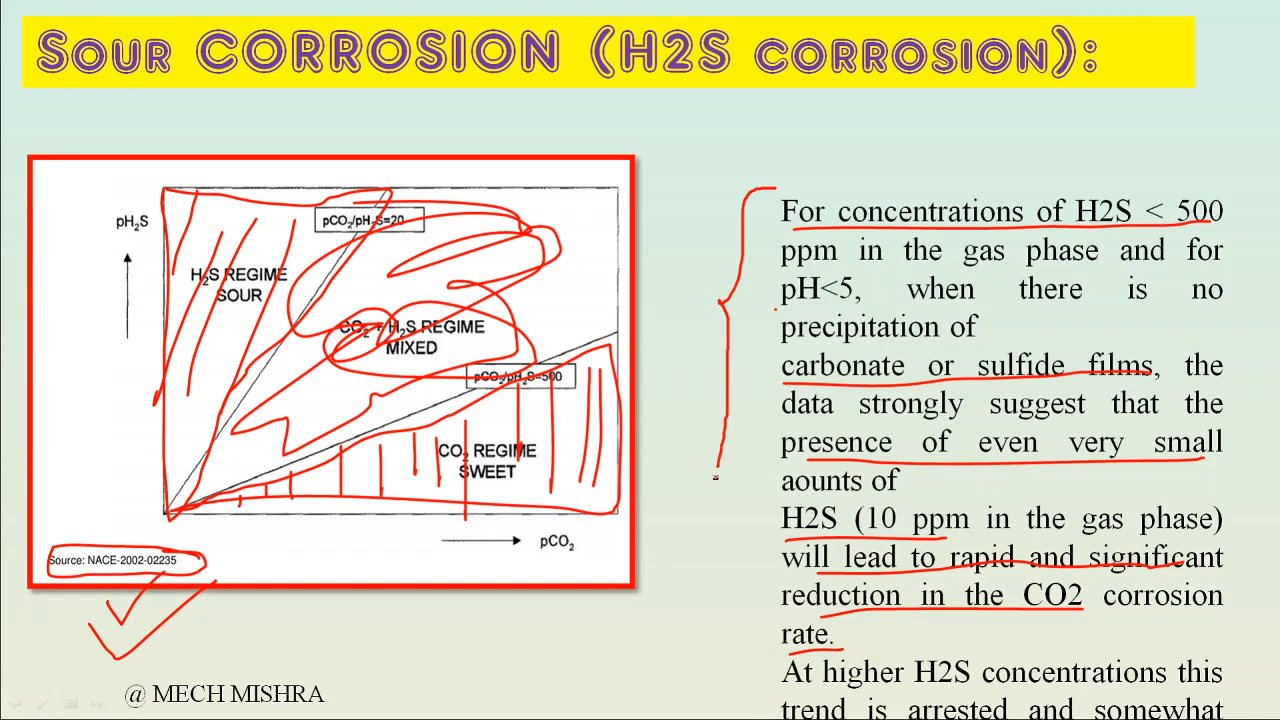 SOUR CORROSION (H2S CORROSION):
pH2S
pCO2/pH2S=20
H2S REGIME
SOUR
CO2 + H2S REGIME
MIXED
pCO2/pH2S=500
CO2 REGIME
SWEET
pCO2
Source: NACE-2002-02235
@ MECH MISHRA
For concentrations of H2S < 500
ppm in the gas phase and for
pH<5, when there is no
precipitation of
carbonate or sulfide films, the
data strongly suggest that the
presence of even very small
aounts of
H2S (10 ppm in the gas phase)
will lead to rapid and significant
reduction in the CO2 corrosion
rate.
At higher H2S concentrations this
trend is arrested and somewhat